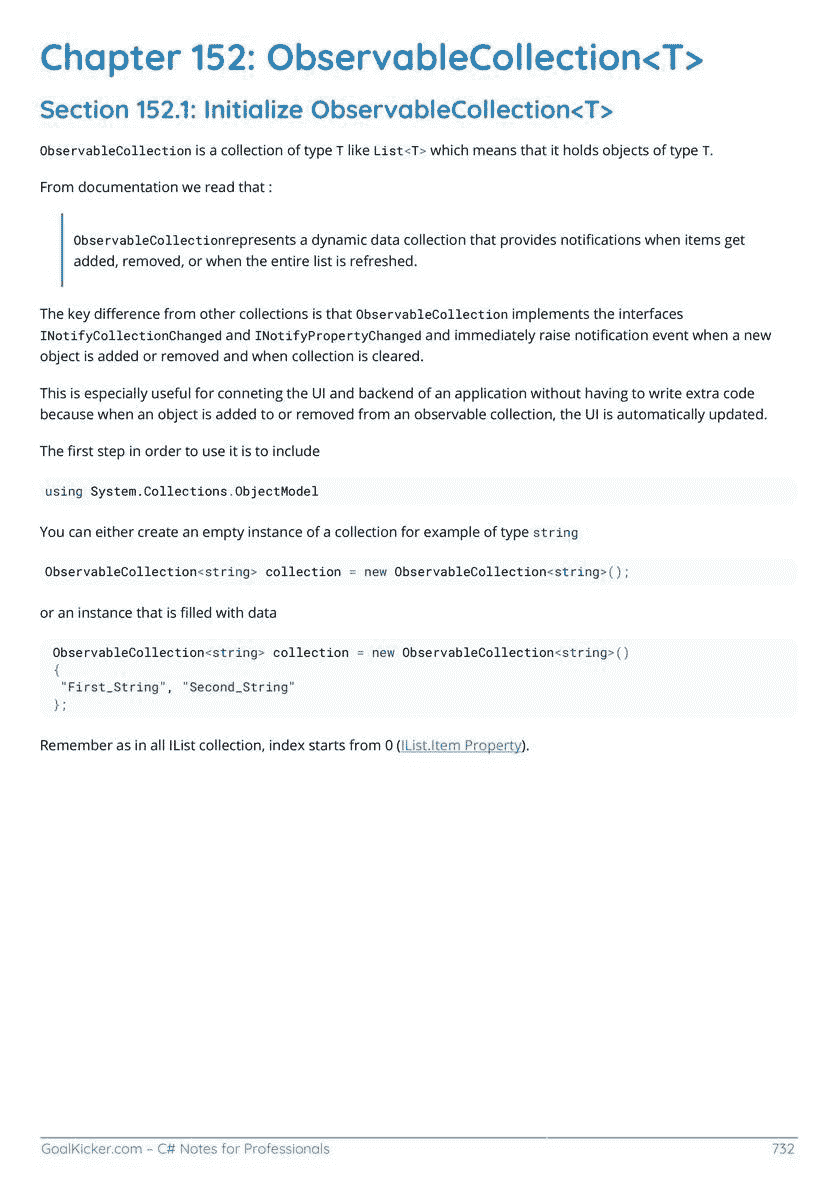 Chapter 152: ObservableCollection<T>
Section 152.1: Initialize ObservableCollection<T>
ObservableCollection is a collection of type T like List<T> which means that it holds objects of type T.
From documentation we read that :
ObservableCollectionrepresents a dynamic data collection that provides notifications when items get
added, removed, or when the entire list is refreshed.
The key difference from other collections is that ObservableCollection implements the interfaces
INotifyCollectionChanged and INotifyPropertyChanged and immediately raise notification event when a new
object is added or removed and when collection is cleared.
This is especially useful for conneting the UI and backend of an application without having to write extra code
because when an object is added to or removed from an observable collection, the UI is automatically updated.
The first step in order to use it is to include
using System.Collections.ObjectModel
You can either create an empty instance of a collection for example of type string
ObservableCollection<string> collection = new ObservableCollection<string>();
or an instance that is filled with data
ObservableCollection<string> collection = new ObservableCollection<string>()
{
"First_String", "Second_String"
};
Remember as in all IList collection, index starts from 0 (IList.Item Property).
GoalKicker.com – C# Notes for Professionals 732